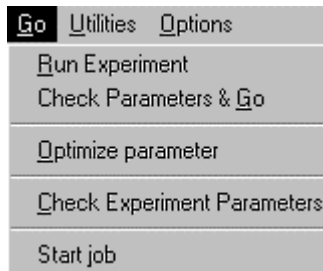 Go Utilities Options
Run Experiment
Check Parameters & Go
Optimize parameter
Check Experiment Parameters
Start job